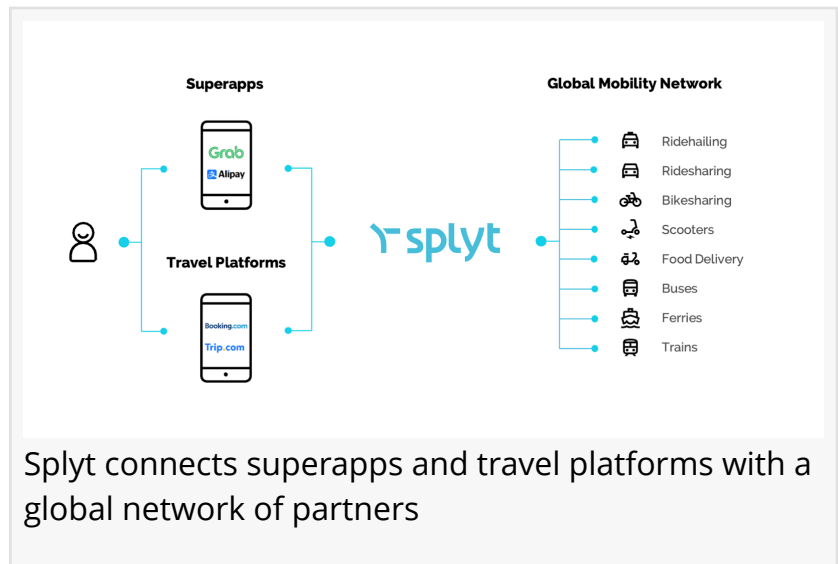 Superapps
Grab
Alipay
Travel Platforms
Booking.com
Trip.com
splyt
Global Mobility Network
Ridehailing
Ridesharing
Bikesharing
Scooters
Food Delivery
Buses
Ferries
Trains
Splyt connects superapps and travel platforms with a
global network of partners